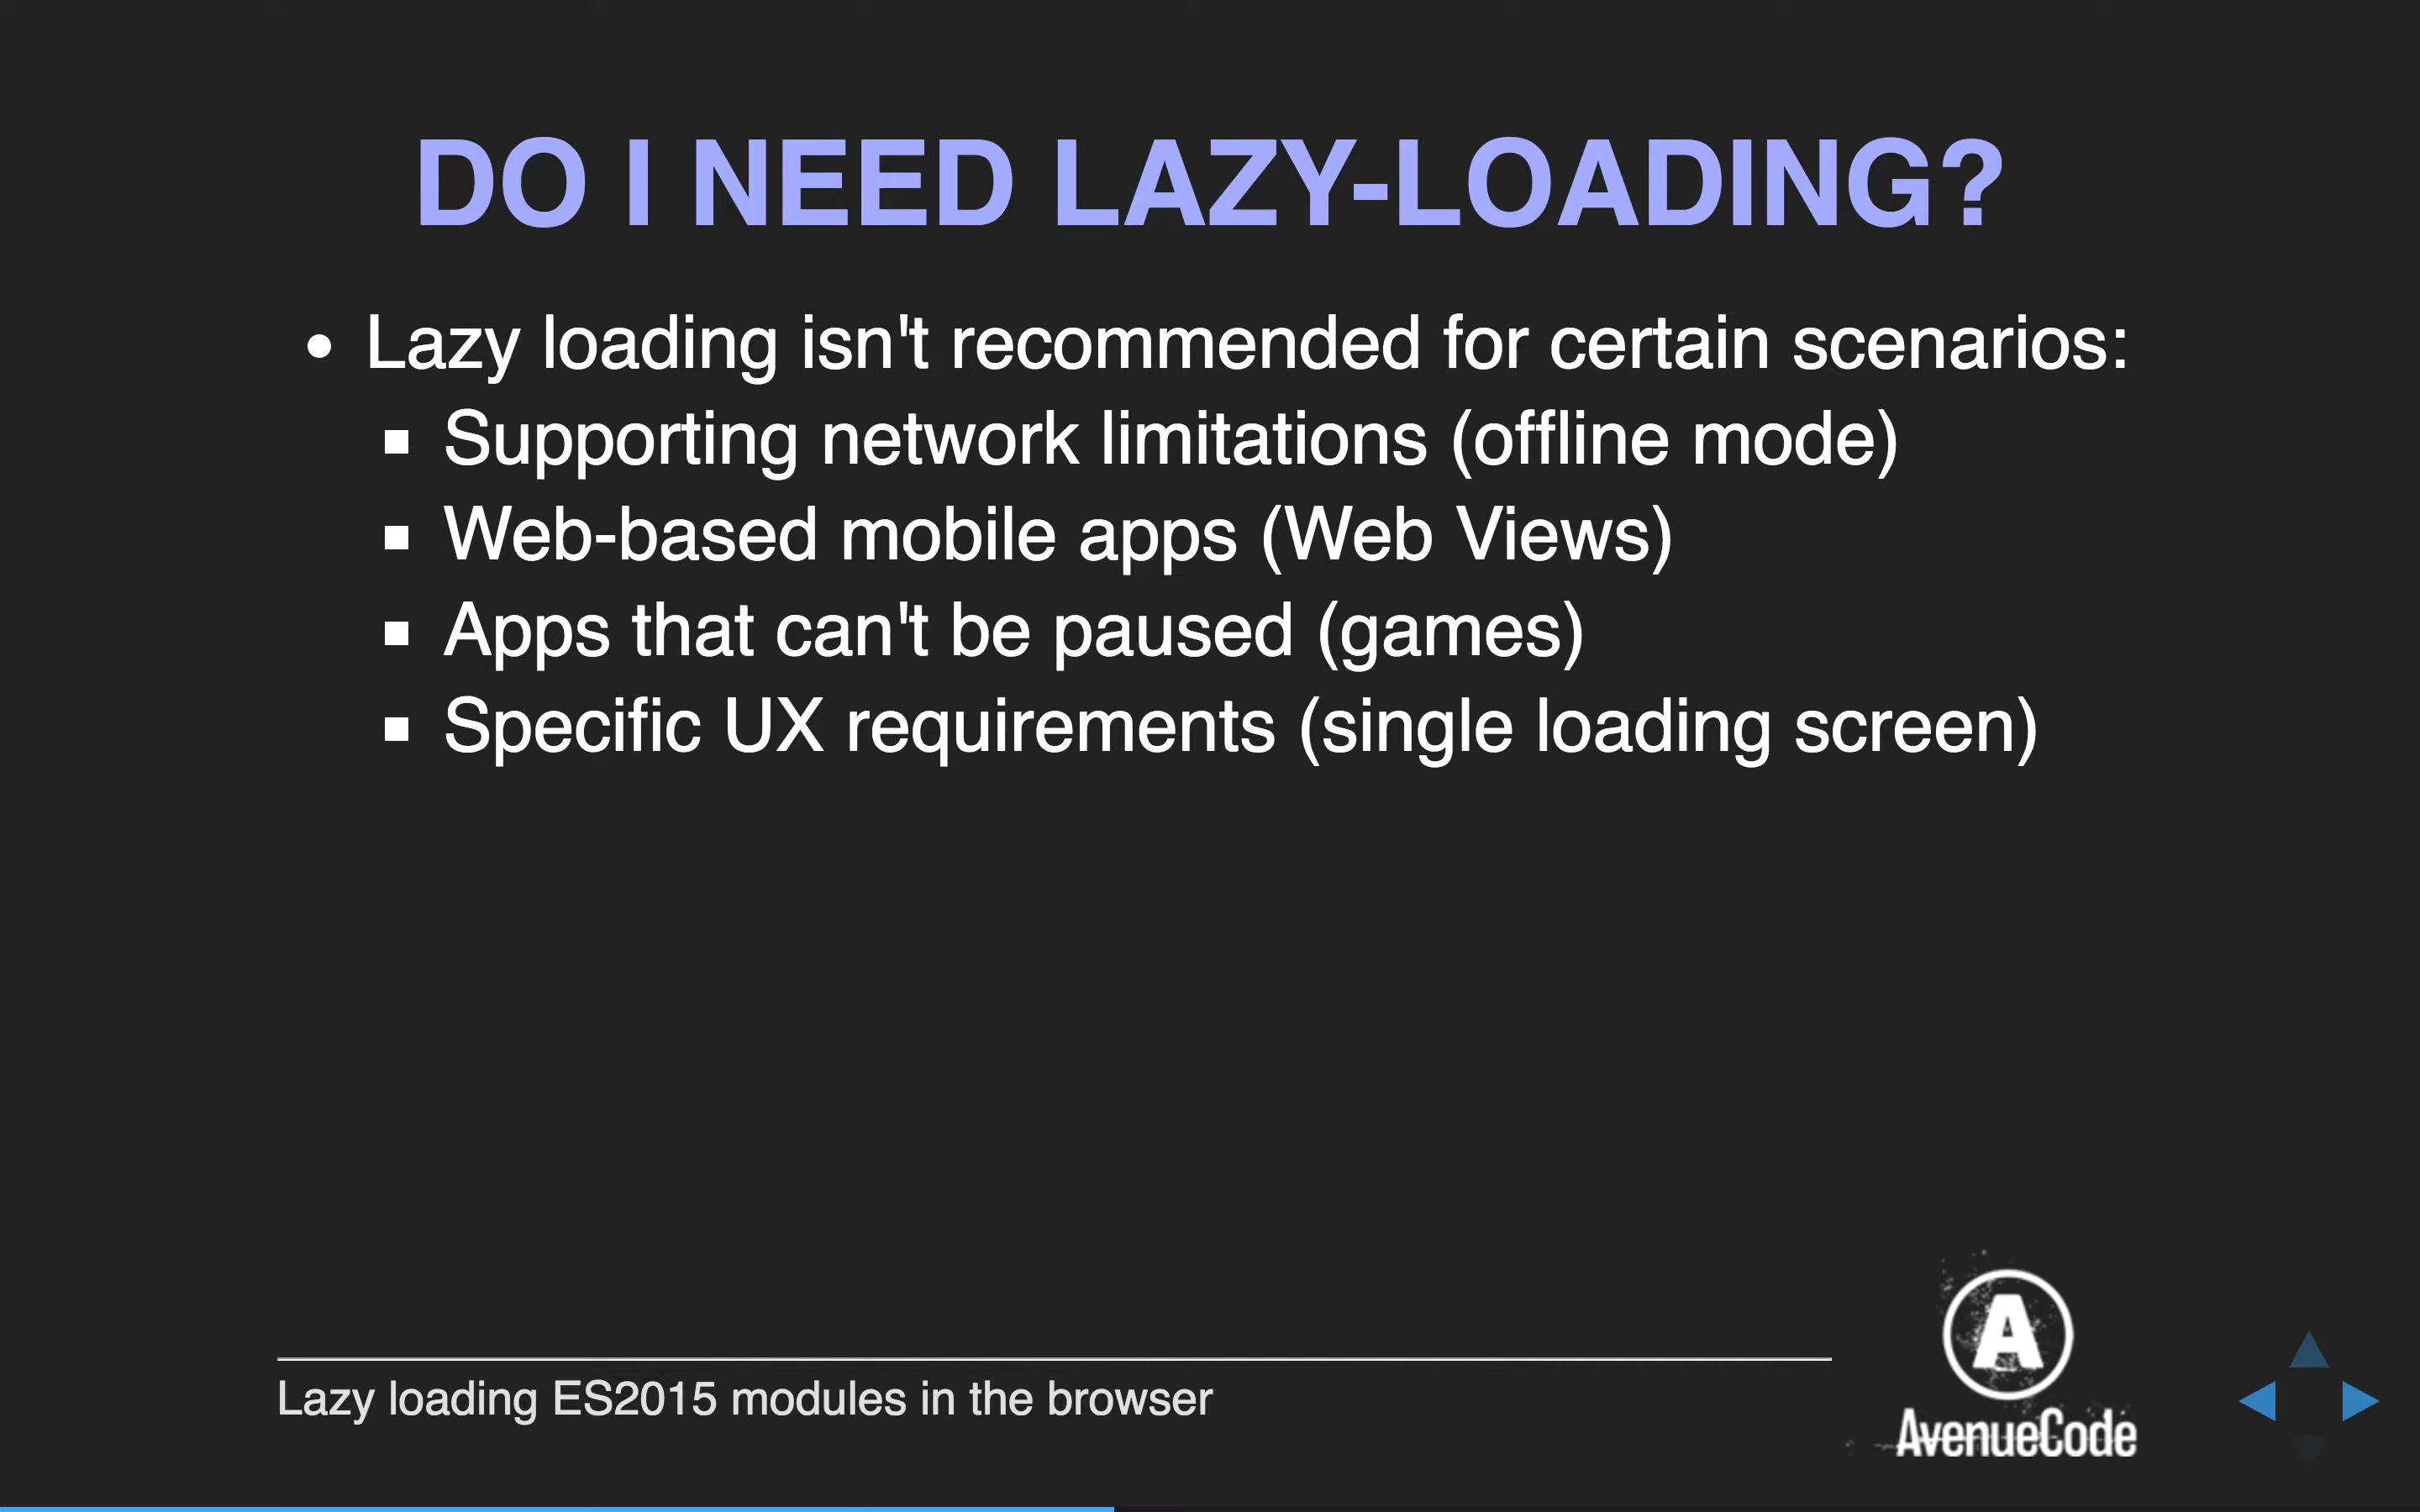 DO I NEED LAZY-LOADING?
Lazy loading isn't recommended for certain scenarios:
Supporting network limitations (offline mode)
Web-based mobile apps (Web Views)
Apps that can't be paused (games)
Specific UX requirements (single loading screen)
Lazy loading ES2015 modules in the browser
A
AvenueCode